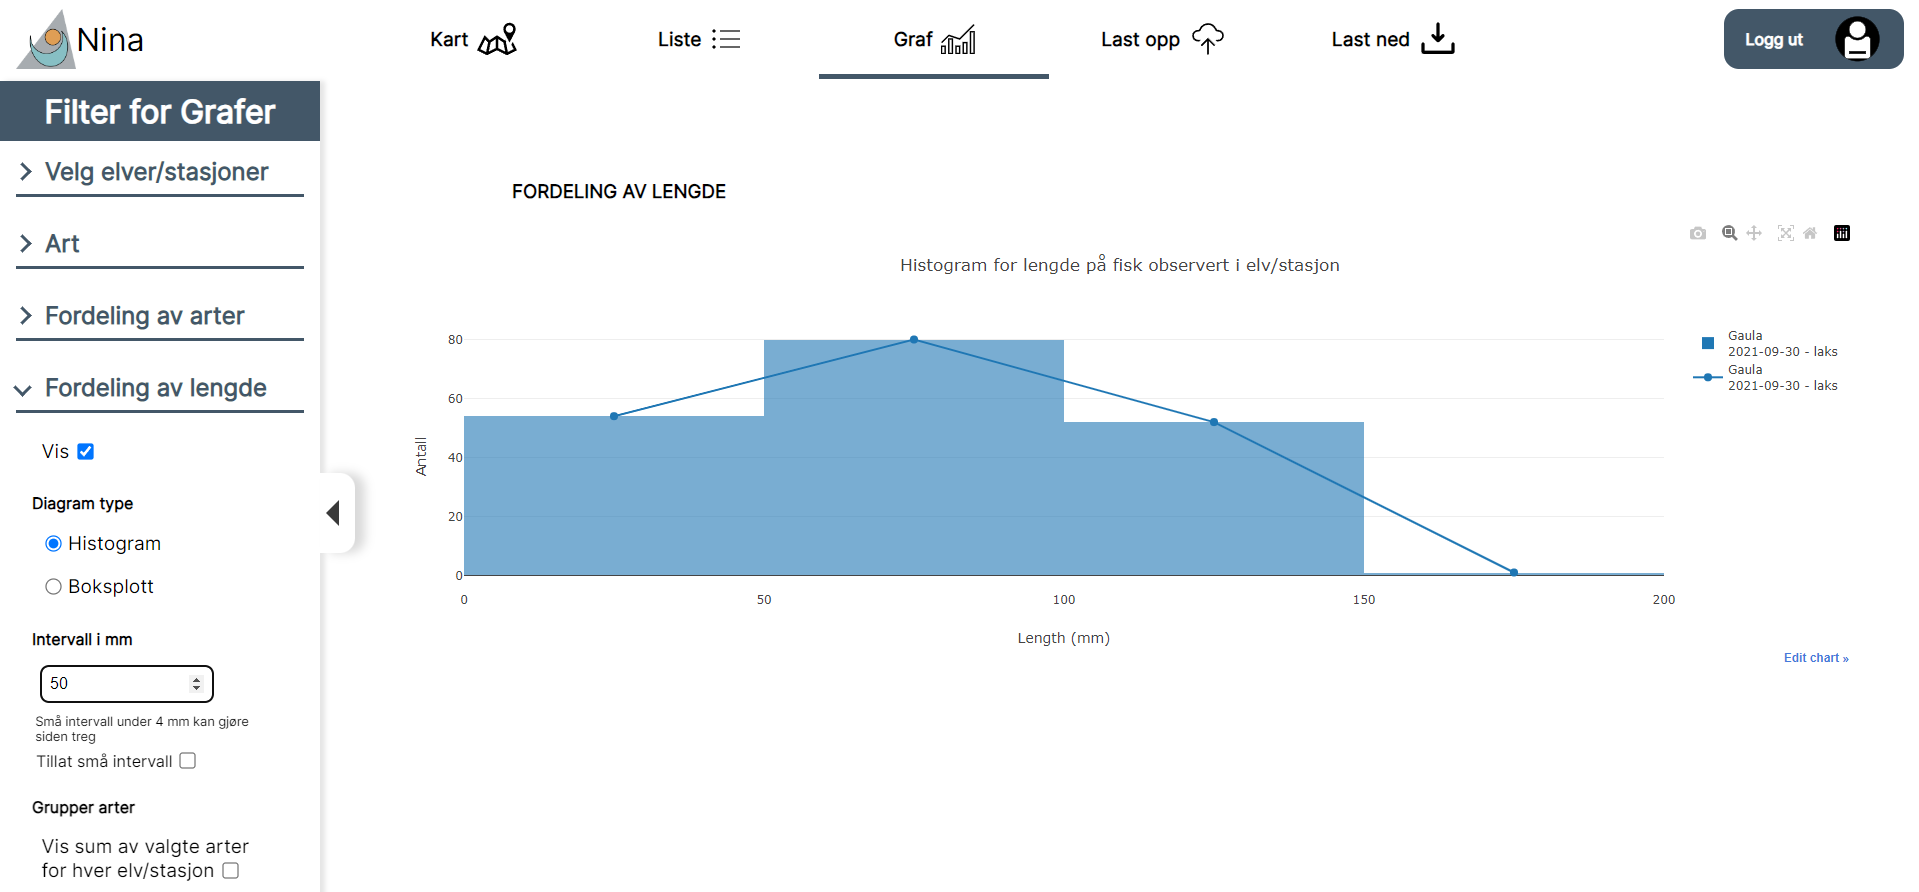 Nina
Kart
Liste
Graf
Last opp
Last ned
Logg ut
Filter for Grafer
Velg elver/stasjoner
Art
Fordeling av arter
Fordeling av lengde
Vis
Diagram type
Histogram
Boksplott
Intervall i mm
50
Små intervall under 4 mm kan gjøre
siden treg
Tillat små intervall
Grupper arter
Vis sum av valgte arter
for hver elv/stasjon
FORDELING AV LENGDE
Histogram for lengde på fisk observert i elv/stasjon
80
60
40
20
0
Antall
0
50
100
150
200
Length (mm)
Gaula
2021-09-30 - laks
Gaula
2021-09-30 - laks
Edit chart »